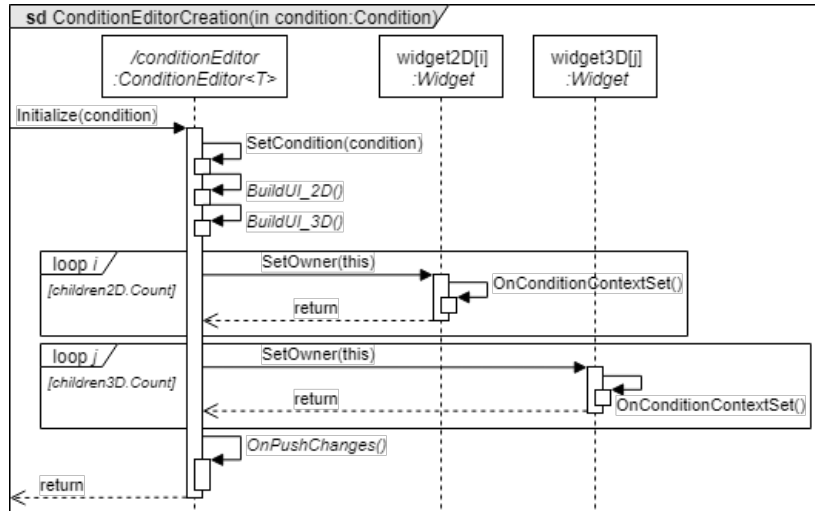 sd ConditionEditorCreation(in condition:Condition)
/conditionEditor
:ConditionEditor<T>
widget2D[i]
:Widget
widget3D[j]
:Widget
Initialize(condition)
SetCondition(condition)
BuildUI_2D()
BuildUI_3D()
loop i
[children2D.Count]
SetOwner(this)
OnConditionContextSet()
return
loop j
[children3D.Count]
SetOwner(this)
return
OnConditionContextSet()
OnPushChanges()
return